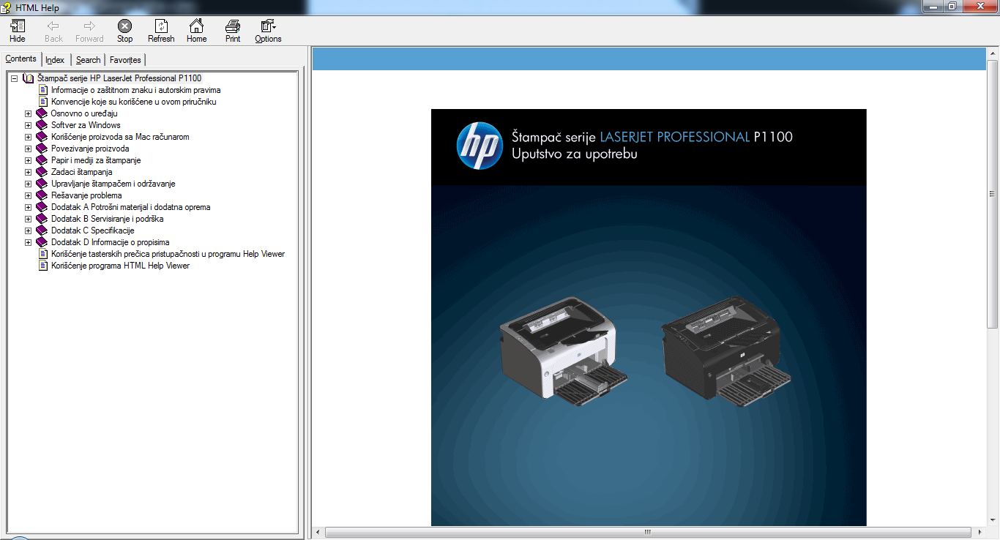 HTML Help
Hide Back Forward Stop Refresh Home Print Options
Contents Index Search Favorites
Štampač serije HP LaserJet Professional P1100
Informacije o zaštitnom znaku i autorskim pravima
Konvencije koje su korišćene u ovom priručniku
Osnovno o uređaju
Softver za Windows
Korišćenje proizvoda sa Mac računarom
Povezivanje proizvoda
Papir i mediji za štampanje
Zadaci štampanja
Upravljanje štampačem i održavanje
Rešavanje problema
Dodatak A Potrošni materijal i dodatna oprema
Dodatak B Servisiranje i podrška
Dodatak C Specifikacije
Dodatak D Informacije o propisima
Korišćenje tasterskih prečica pristupačnosti u programu Help Viewer
Korišćenje programa HTML Help Viewer
hp
Štampač serije LASERJET PROFESSIONAL P1100
Uputstvo za upotrebu